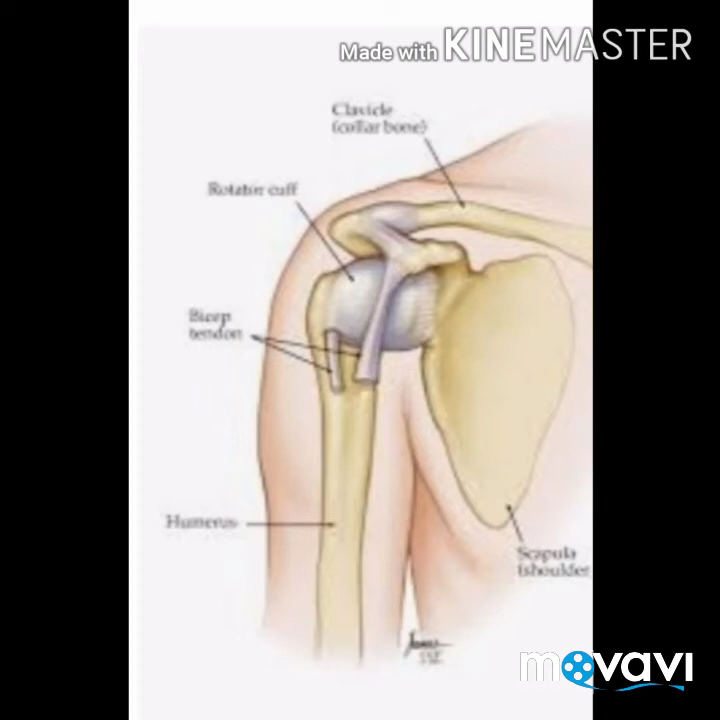 Made with KINEMASTER
Clavicle
(collar bone)
Rotator cuff
Bicep
tendon
Humerus
Scapula
(shoulder
movavi